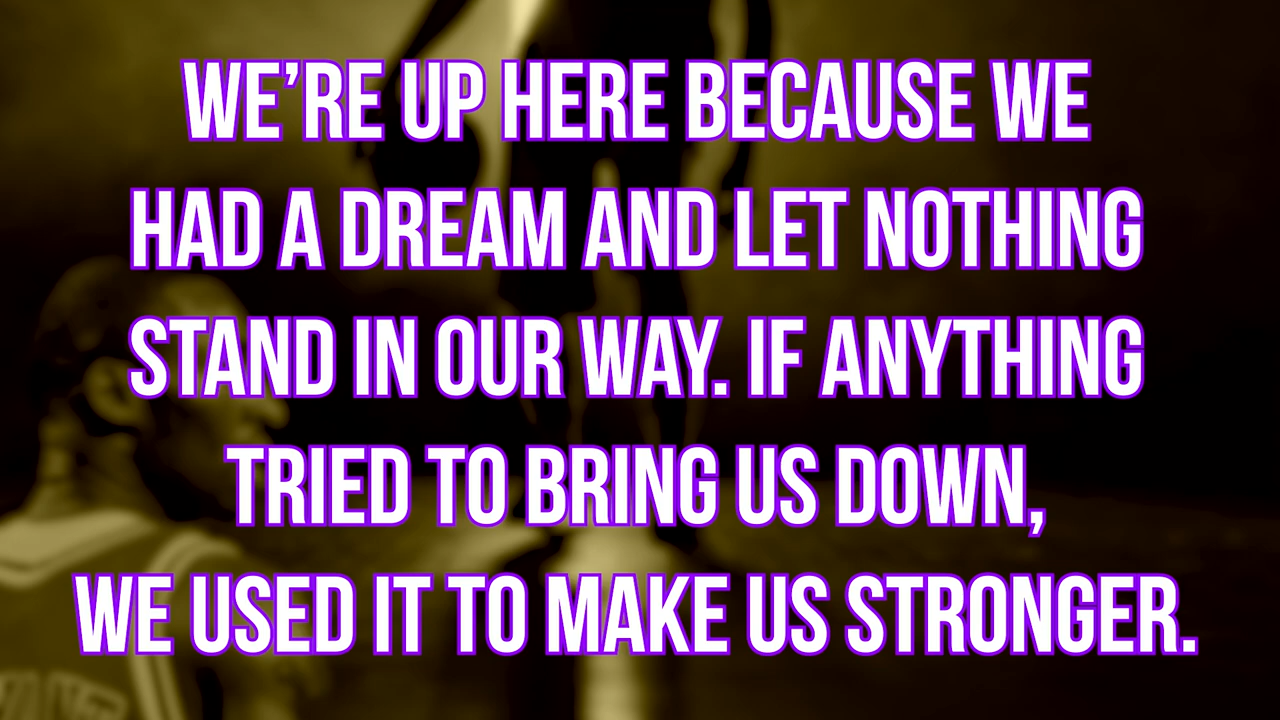 WE’RE UP HERE BECAUSE WE
HAD A DREAM AND LET NOTHING
STAND IN OUR WAY. IF ANYTHING
TRIED TO BRING US DOWN,
WE USED IT TO MAKE US STRONGER.